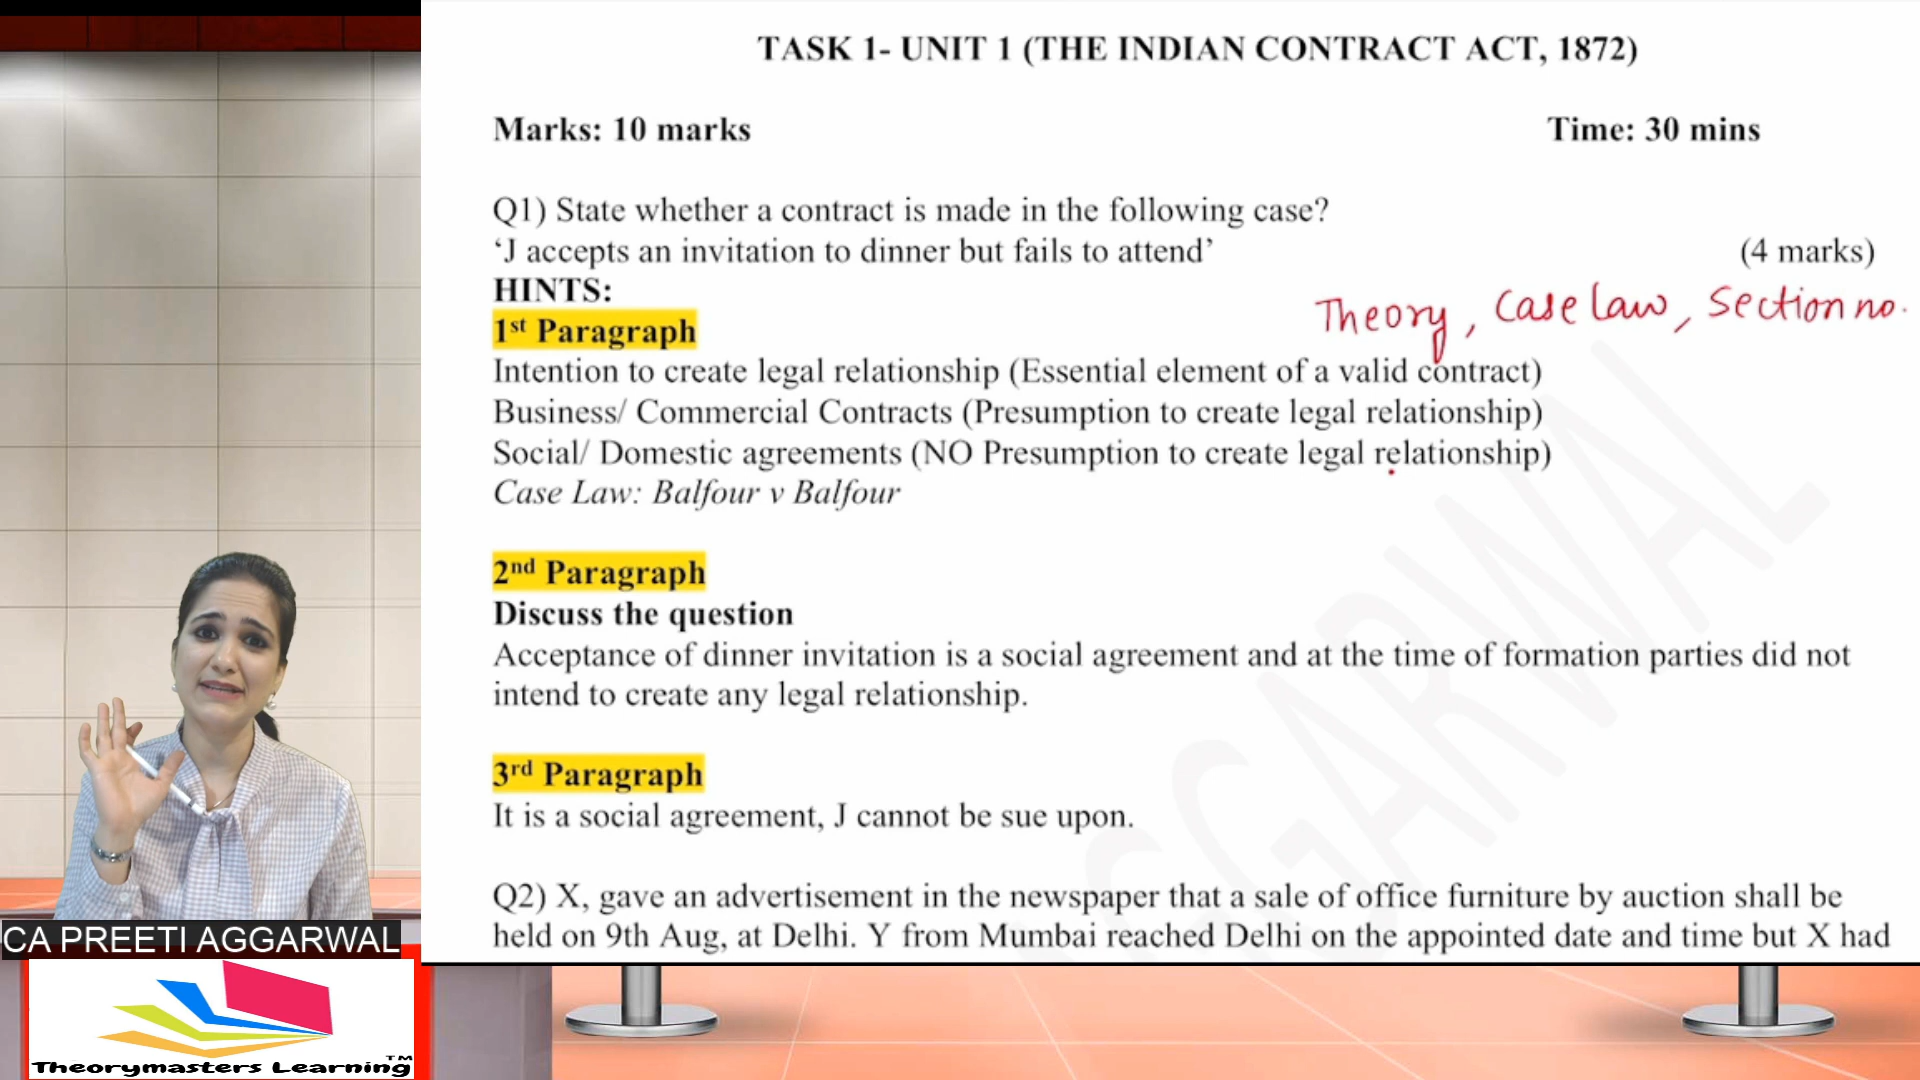 TASK 1- UNIT 1 (THE INDIAN CONTRACT ACT, 1872)
Marks: 10 marks Time: 30 mins
Q1) State whether a contract is made in the following case?
‘J accepts an invitation to dinner but fails to attend’ (4 marks)
HINTS:
Theory, Case law, Section no.
1st Paragraph
Intention to create legal relationship (Essential element of a valid contract)
Business/ Commercial Contracts (Presumption to create legal relationship)
Social/ Domestic agreements (NO Presumption to create legal relationship)
Case Law: Balfour v Balfour
2nd Paragraph
Discuss the question
Acceptance of dinner invitation is a social agreement and at the time of formation parties did not
intend to create any legal relationship.
3rd Paragraph
It is a social agreement, J cannot be sue upon.
Q2) X, gave an advertisement in the newspaper that a sale of office furniture by auction shall be
held on 9th Aug, at Delhi. Y from Mumbai reached Delhi on the appointed date and time but X had
AGGARWAL
CA PREETI AGGARWAL
Theorymasters Learning™